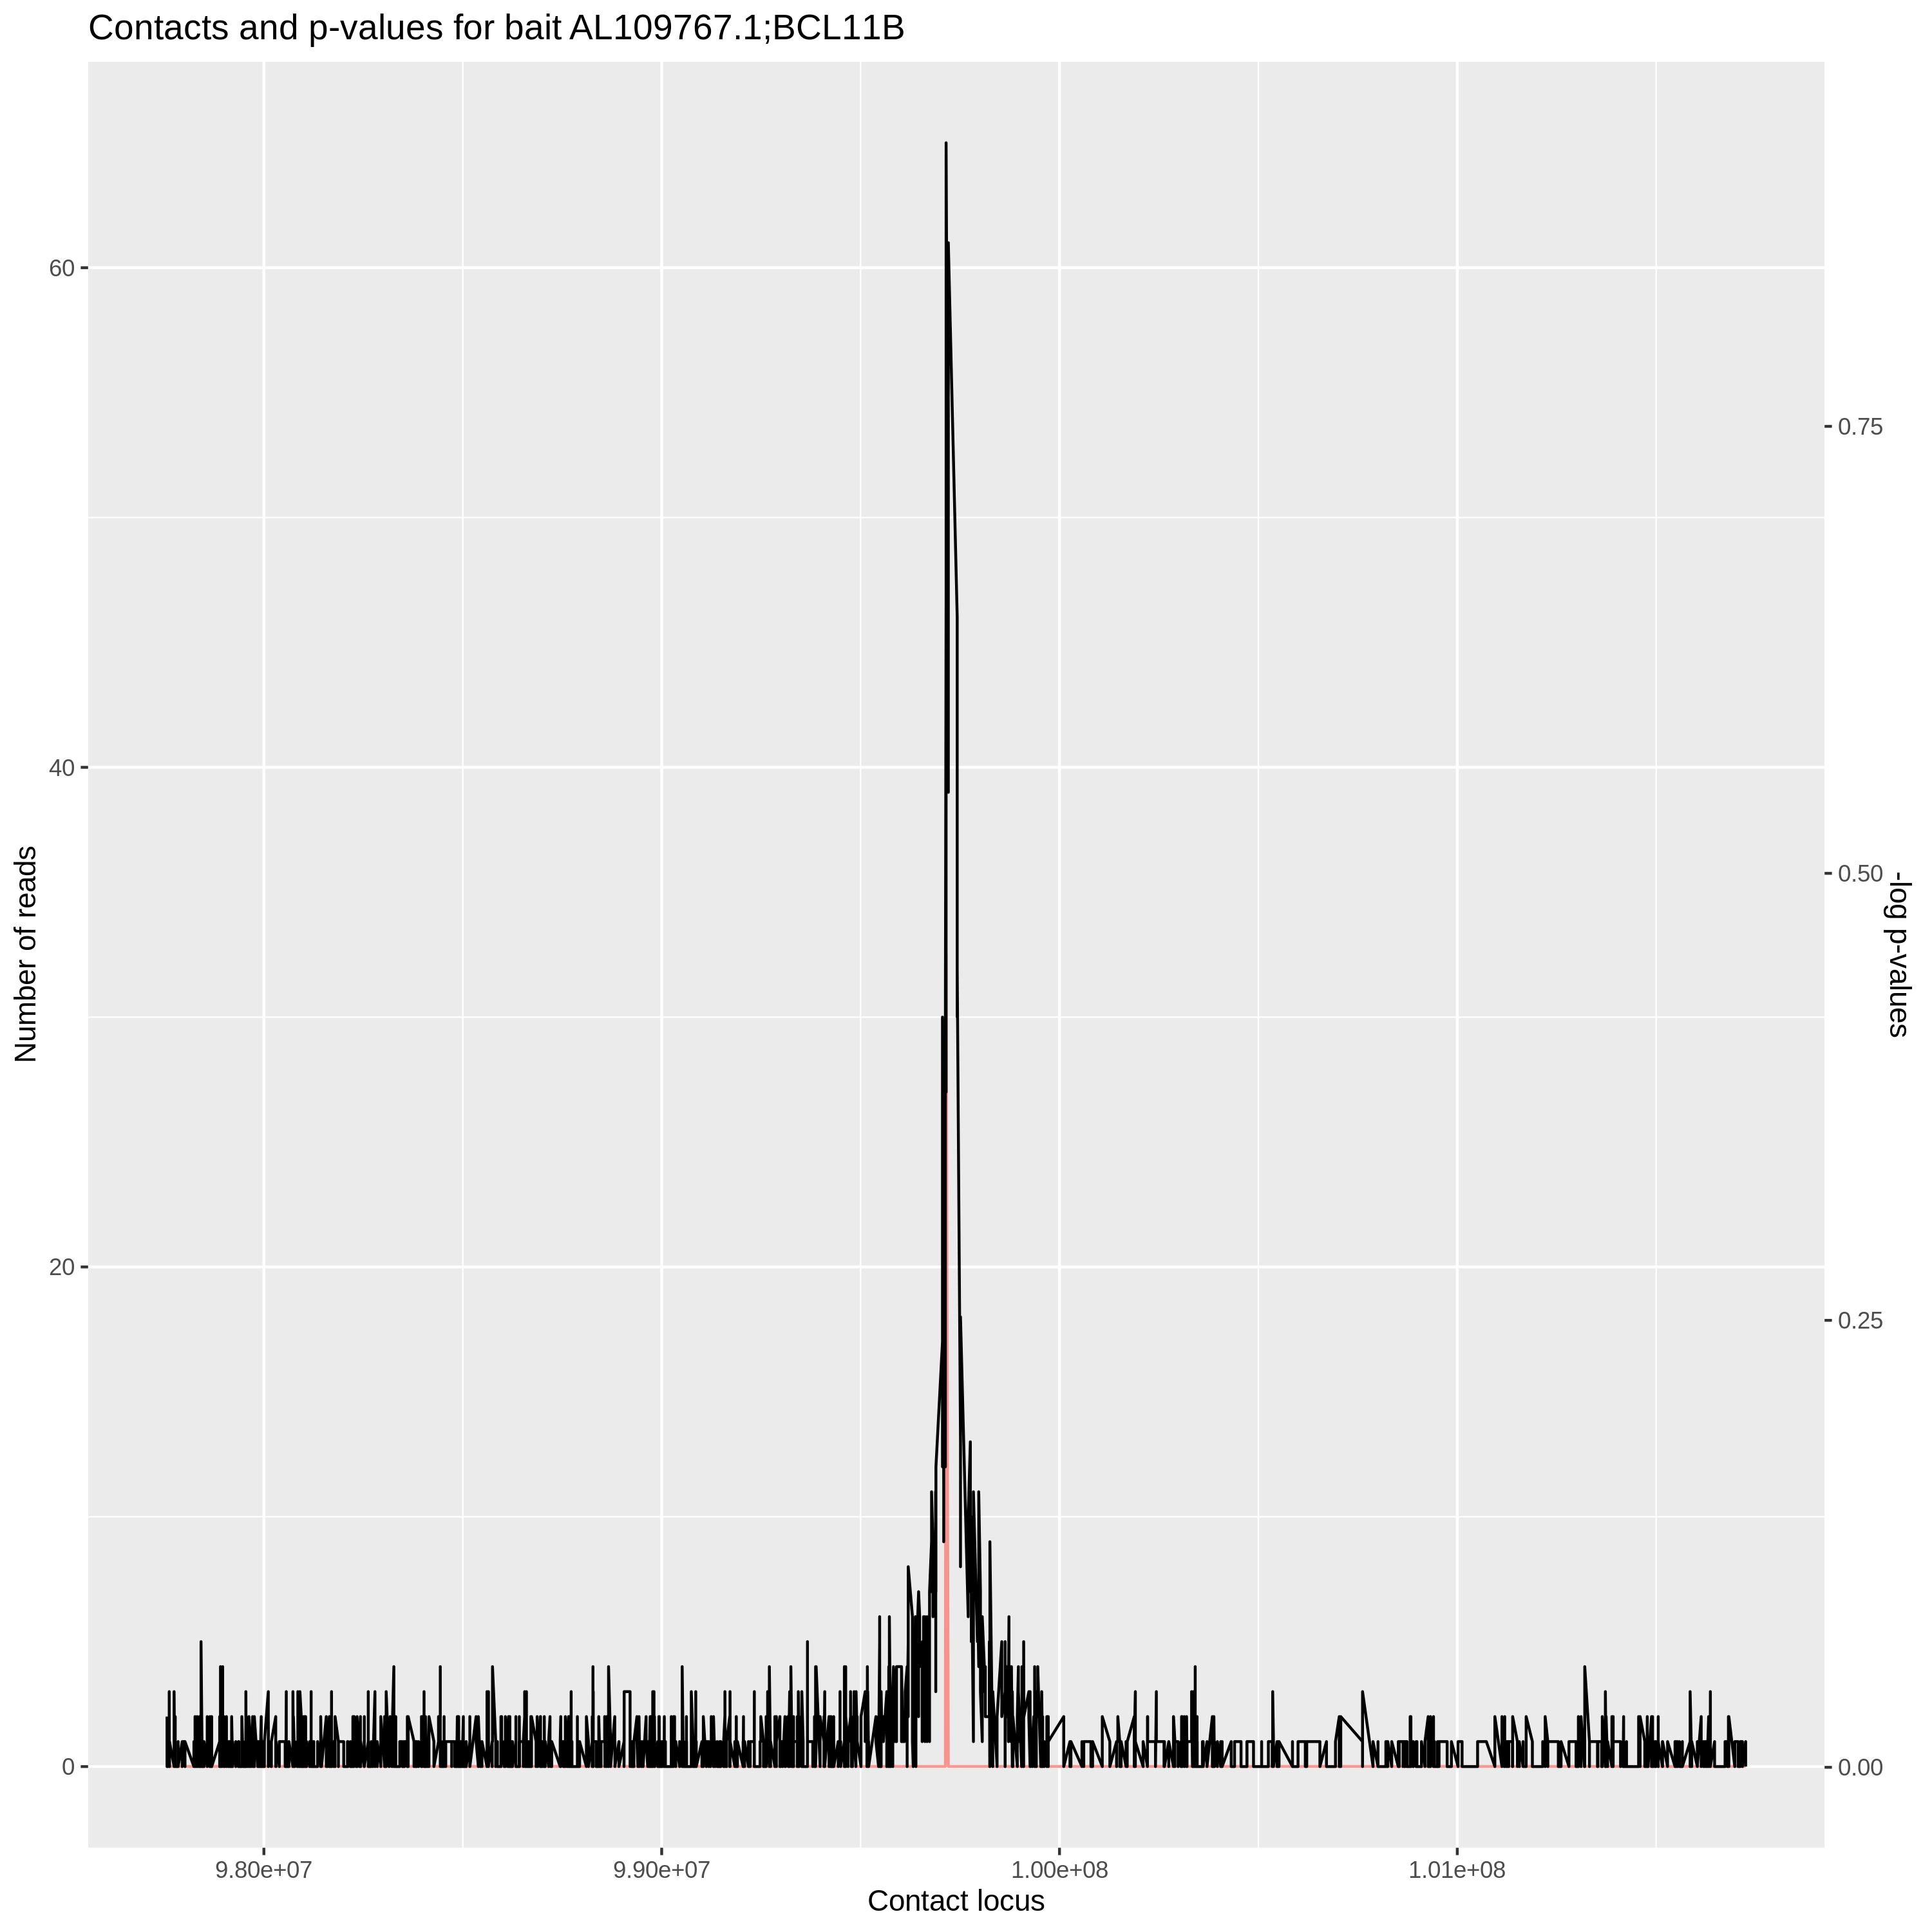 Contacts and p-values for bait AL109767.1;BCL11B
Number of reads
60
40
20
0
0.75
0.50
0.25
0.00
-log p-values
9.80e+07
9.90e+07
1.00e+08
1.01e+08
Contact locus